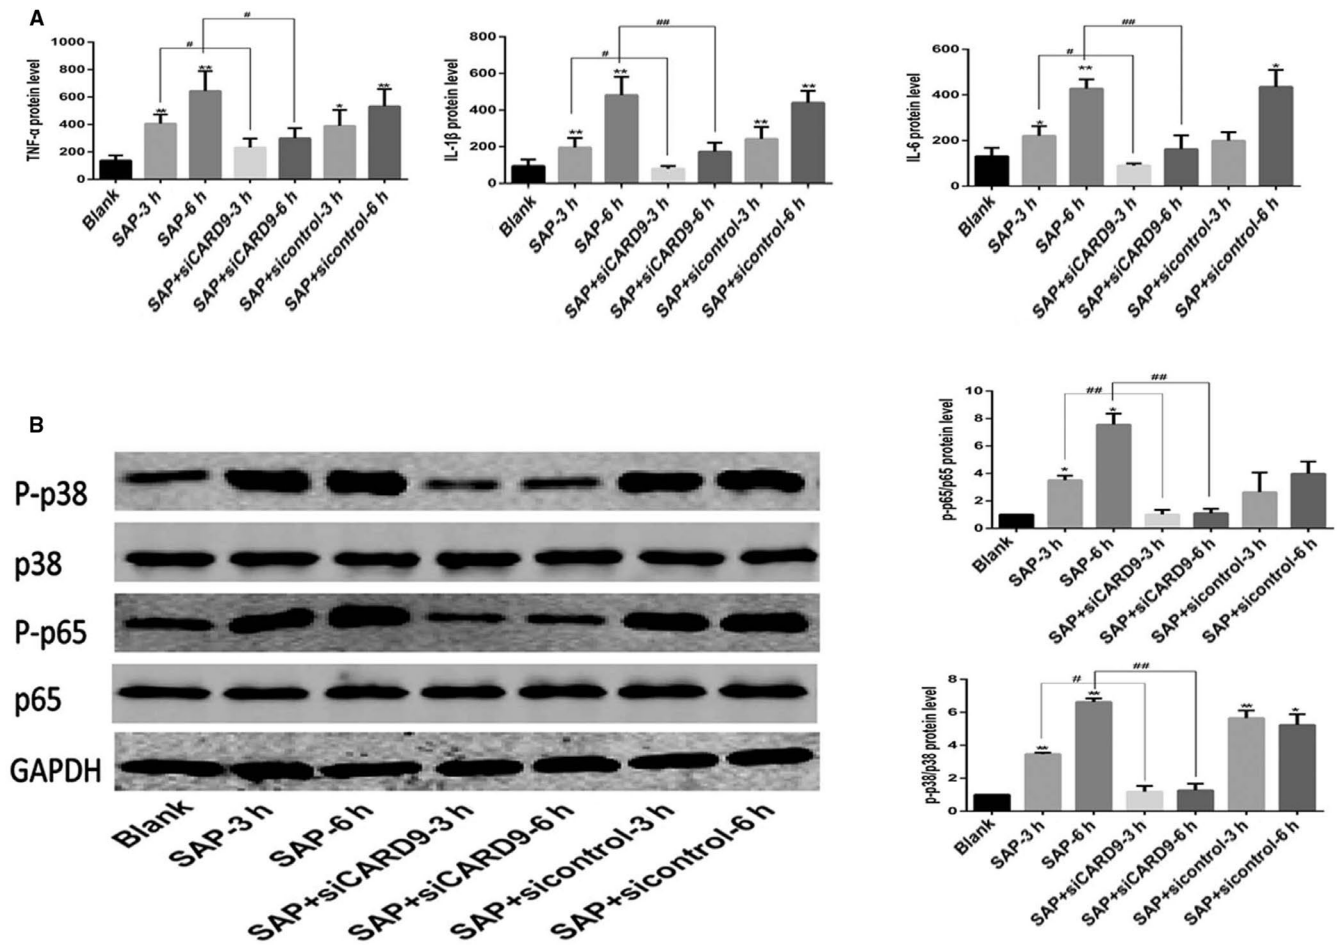 A
TNF-α protein level
1000
800
600
400
200
0
#
#
**
**
*
**
Blank
SAP-3 h
SAP-6 h
SAP+siCARD9-3 h
SAP+siCARD9-6 h
SAP+sicontrol-3 h
SAP+sicontrol-6 h
IL-1β protein level
800
600
400
200
0
##
#
**
**
**
**
Blank
SAP-3 h
SAP-6 h
SAP+siCARD9-3 h
SAP+siCARD9-6 h
SAP+sicontrol-3 h
SAP+sicontrol-6 h
IL-6 protein level
600
400
200
0
##
#
*
**
*
Blank
SAP-3 h
SAP-6 h
SAP+siCARD9-3 h
SAP+siCARD9-6 h
SAP+sicontrol-3 h
SAP+sicontrol-6 h
B
P-p38
p38
P-p65
p65
GAPDH
Blank
SAP-3 h
SAP-6 h
SAP+siCARD9-3 h
SAP+siCARD9-6 h
SAP+sicontrol-3 h
SAP+sicontrol-6 h
p-p65/p65 protein level
10
8
6
4
2
0
##
##
*
*
Blank
SAP-3 h
SAP-6 h
SAP+siCARD9-3 h
SAP+siCARD9-6 h
SAP+sicontrol-3 h
SAP+sicontrol-6 h
p-p38/p38 protein level
8
6
4
2
0
##
#
**
**
**
*
Blank
SAP-3 h
SAP-6 h
SAP+siCARD9-3 h
SAP+siCARD9-6 h
SAP+sicontrol-3 h
SAP+sicontrol-6 h